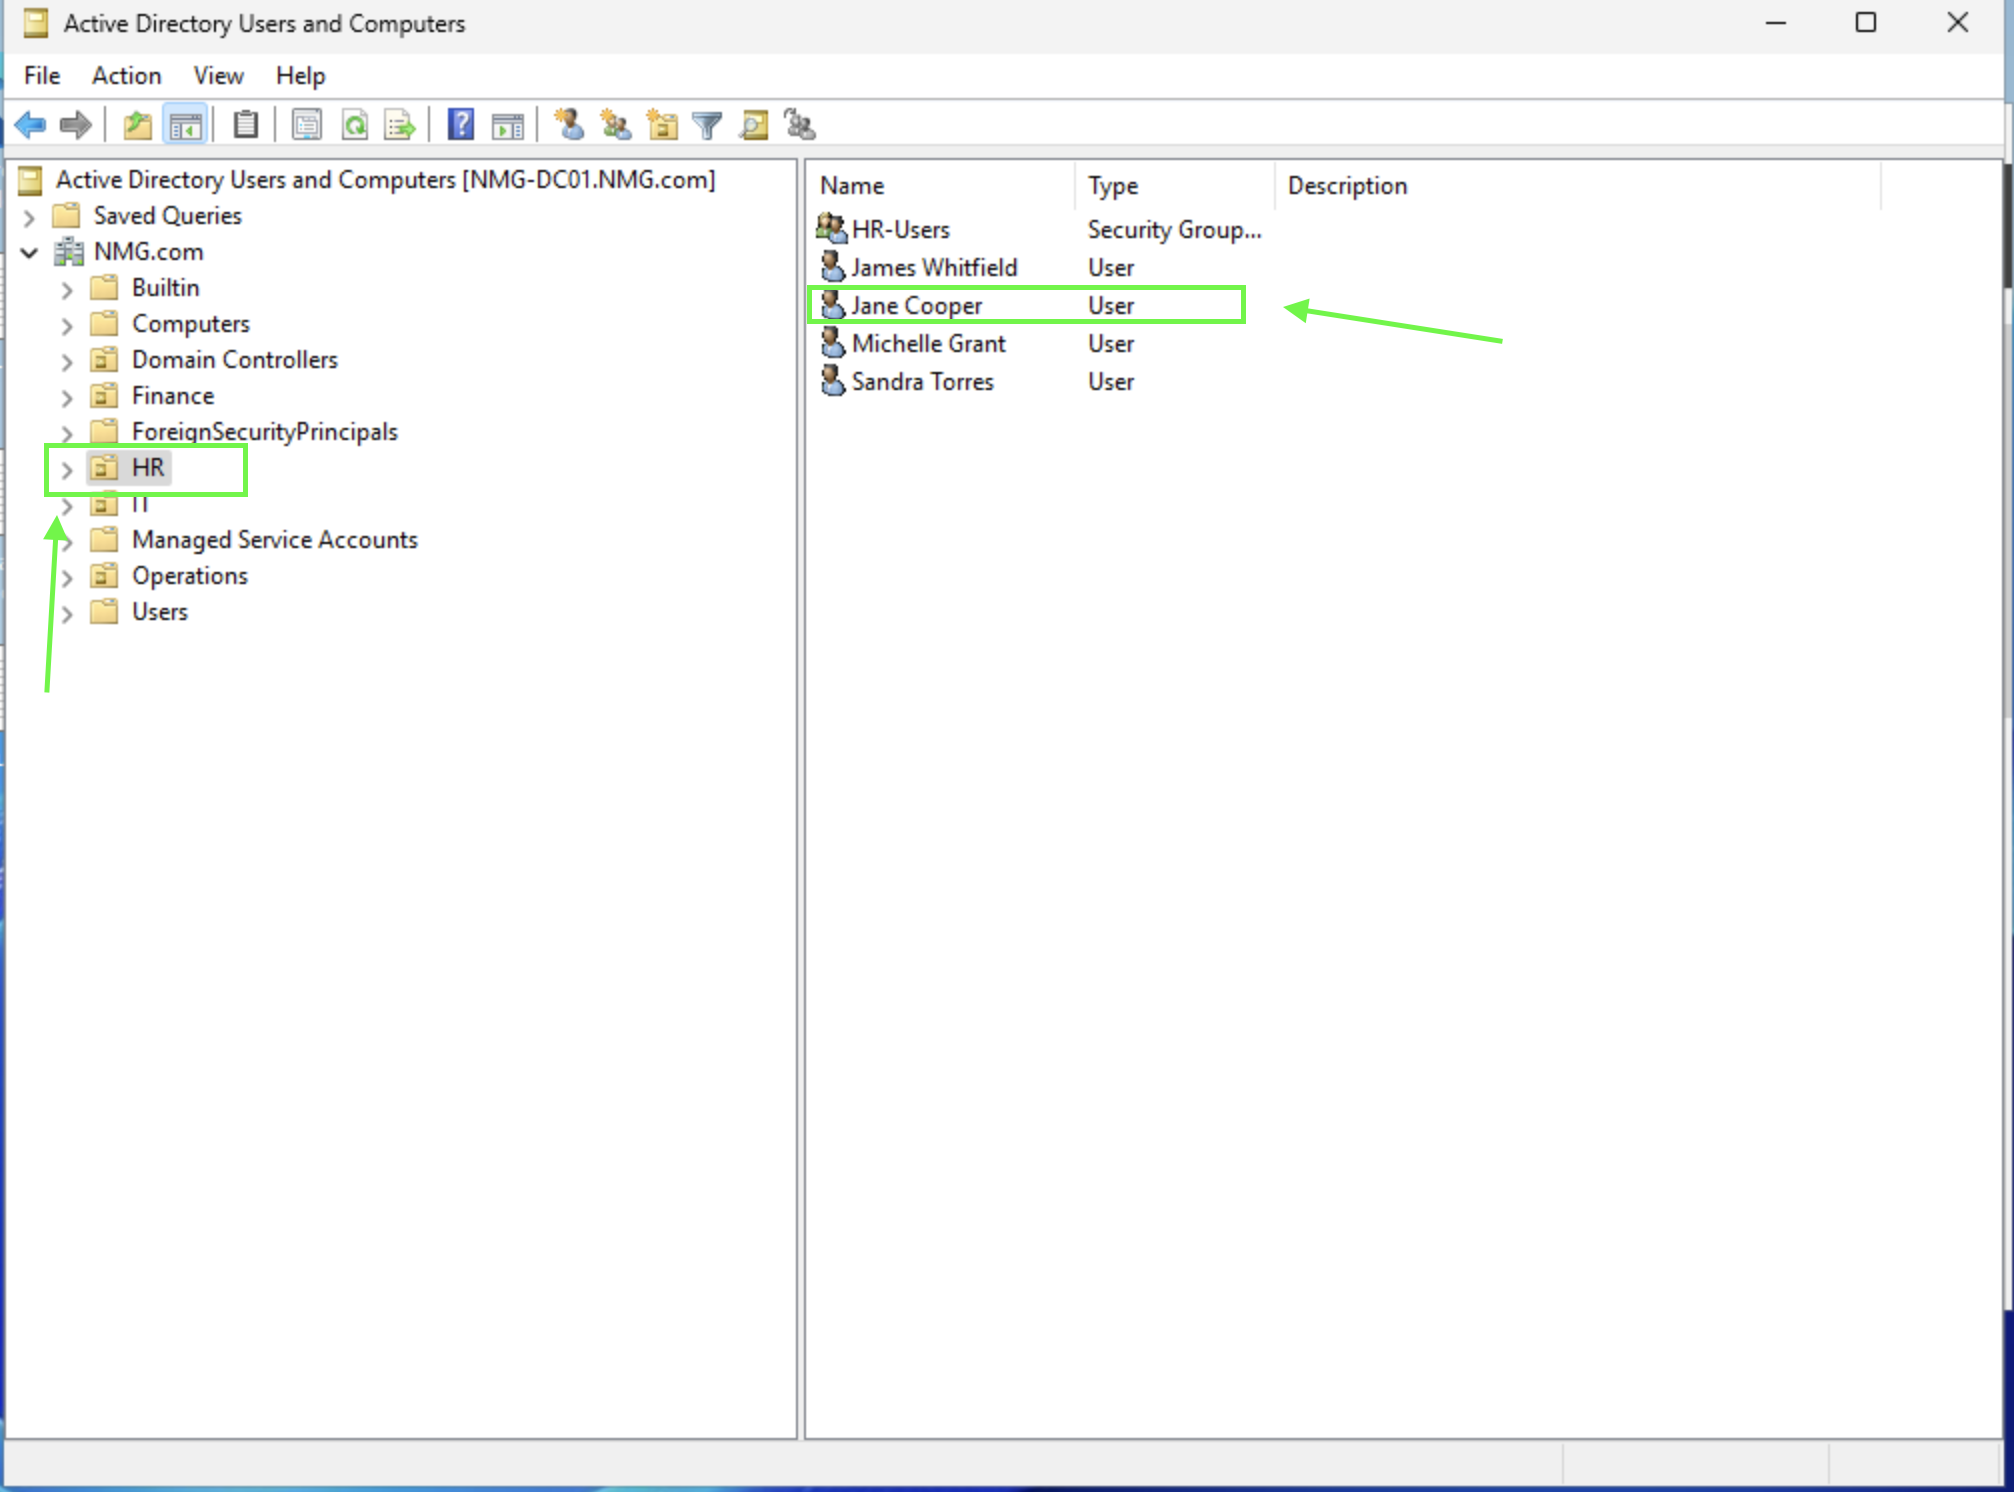 Active Directory Users and Computers
File Action View Help
Active Directory Users and Computers [NMG-DC01.NMG.com]
Saved Queries
NMG.com
Builtin
Computers
Domain Controllers
Finance
ForeignSecurityPrincipals
HR
IT
Managed Service Accounts
Operations
Users
Name Type Description
HR-Users Security Group...
James Whitfield User
Jane Cooper User
Michelle Grant User
Sandra Torres User